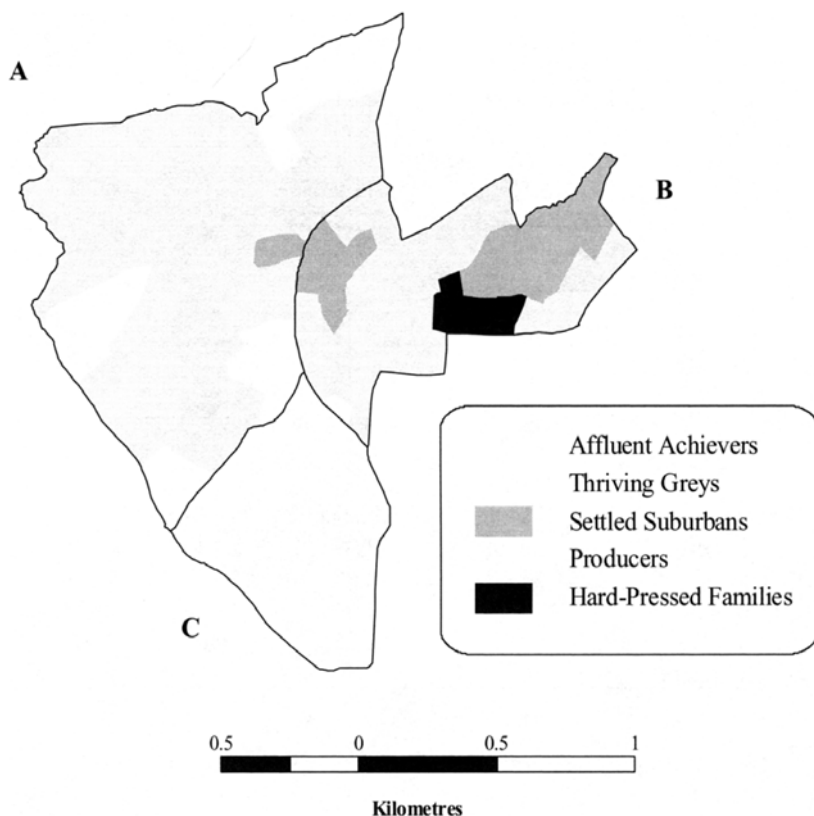 A
B
Affluent Achievers
Thriving Greys
Settled Suburbans
Producers
Hard-Pressed Families
C
0.5 0 0.5 1
Kilometres